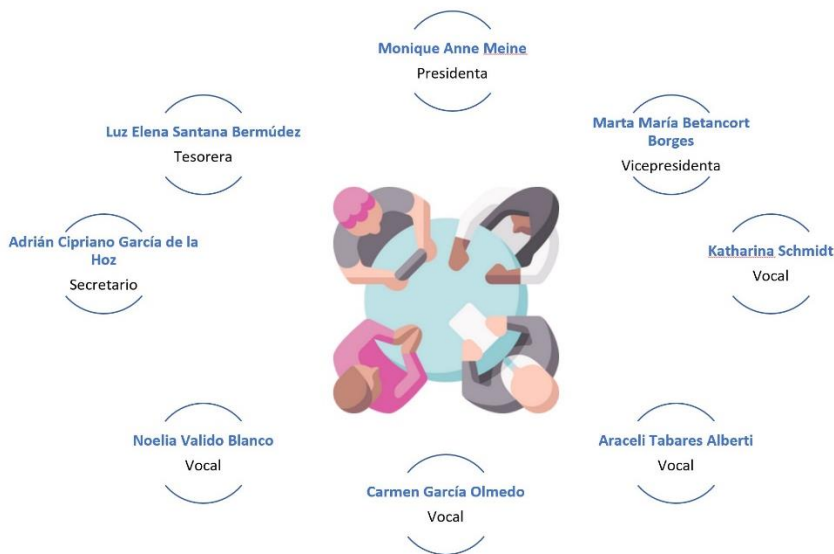 Monique Anne Meine
Presidenta
Luz Elena Santana Bermúdez
Tesorera
Marta María Betancort
Borges
Vicepresidenta
Adrián Cipriano García de la
Hoz
Secretario
Katharina Schmidt
Vocal
Noelia Valido Blanco
Vocal
Araceli Tabares Alberti
Vocal
Carmen García Olmedo
Vocal